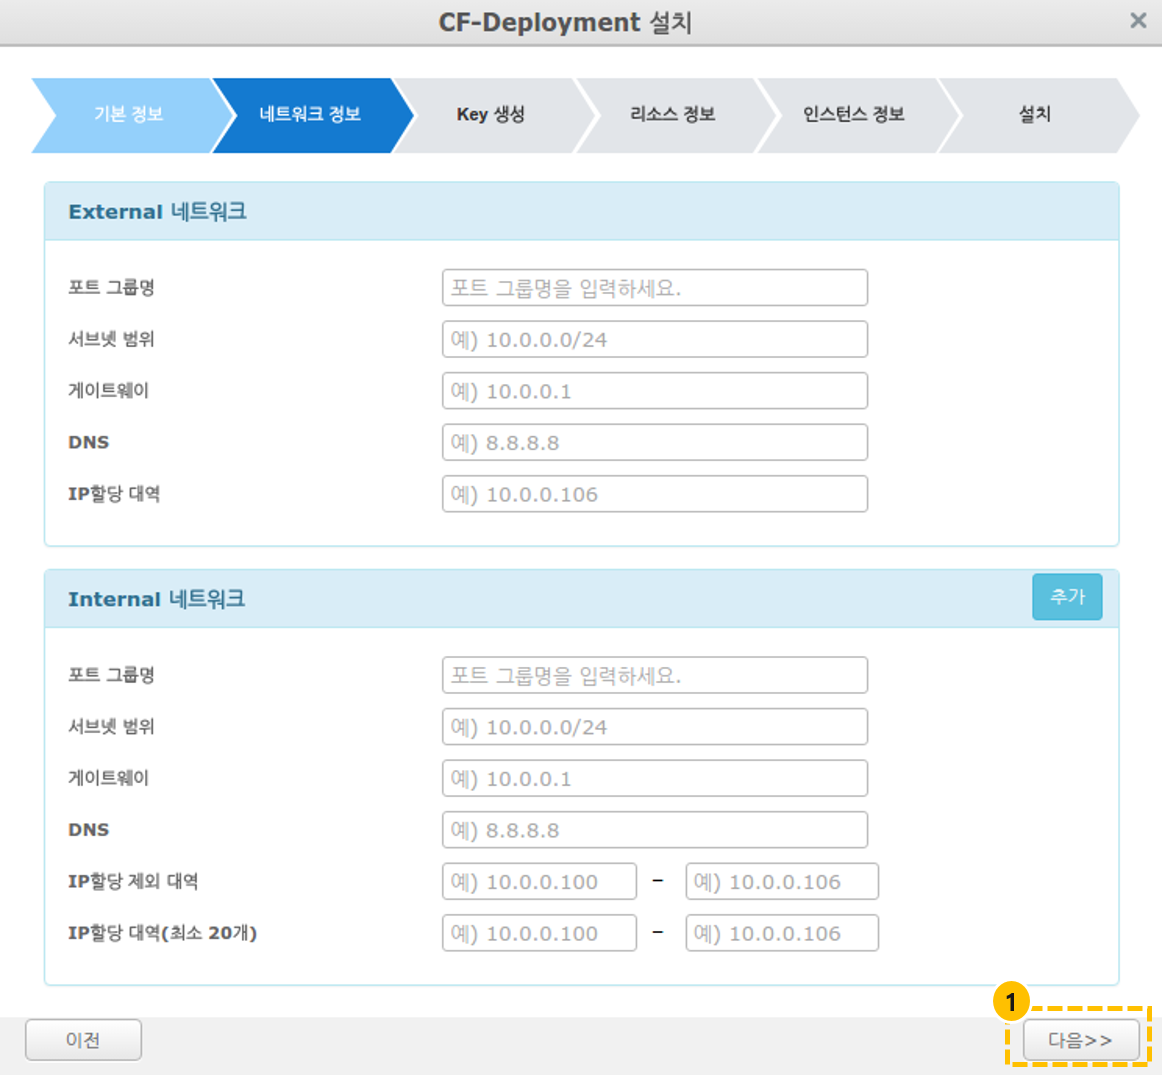 CF-Deployment 설치
×
기본 정보 네트워크 정보 Key 생성 리소스 정보 인스턴스 정보 설치
External 네트워크
포트 그룹명 포트 그룹명을 입력하세요.
서브넷 범위 예) 10.0.0.0/24
게이트웨이 예) 10.0.0.1
DNS 예) 8.8.8.8
IP할당 대역 예) 10.0.0.106
Internal 네트워크 추가
포트 그룹명 포트 그룹명을 입력하세요.
서브넷 범위 예) 10.0.0.0/24
게이트웨이 예) 10.0.0.1
DNS 예) 8.8.8.8
IP할당 제외 대역 예) 10.0.0.100 – 예) 10.0.0.106
IP할당 대역(최소 20개) 예) 10.0.0.100 – 예) 10.0.0.106
1
이전 다음>>